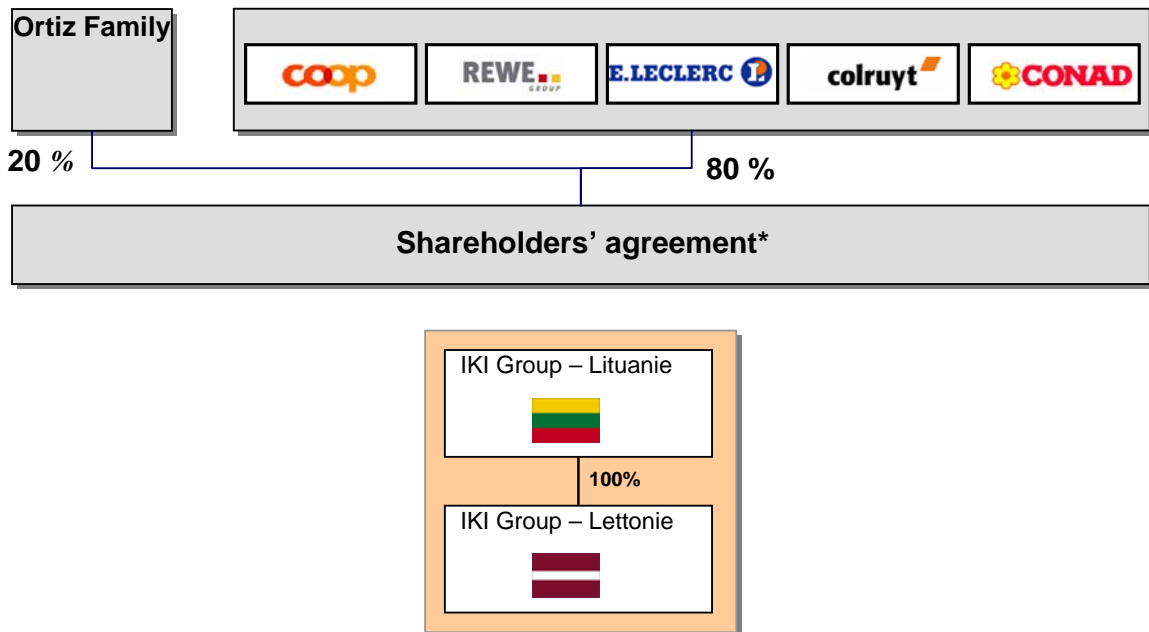 Ortiz Family
coop
REWE
GROUP
E.LECLERC L
colruyt
CONAD
20 %
80 %
Shareholders’ agreement*
IKI Group – Lituanie
100%
IKI Group – Lettonie